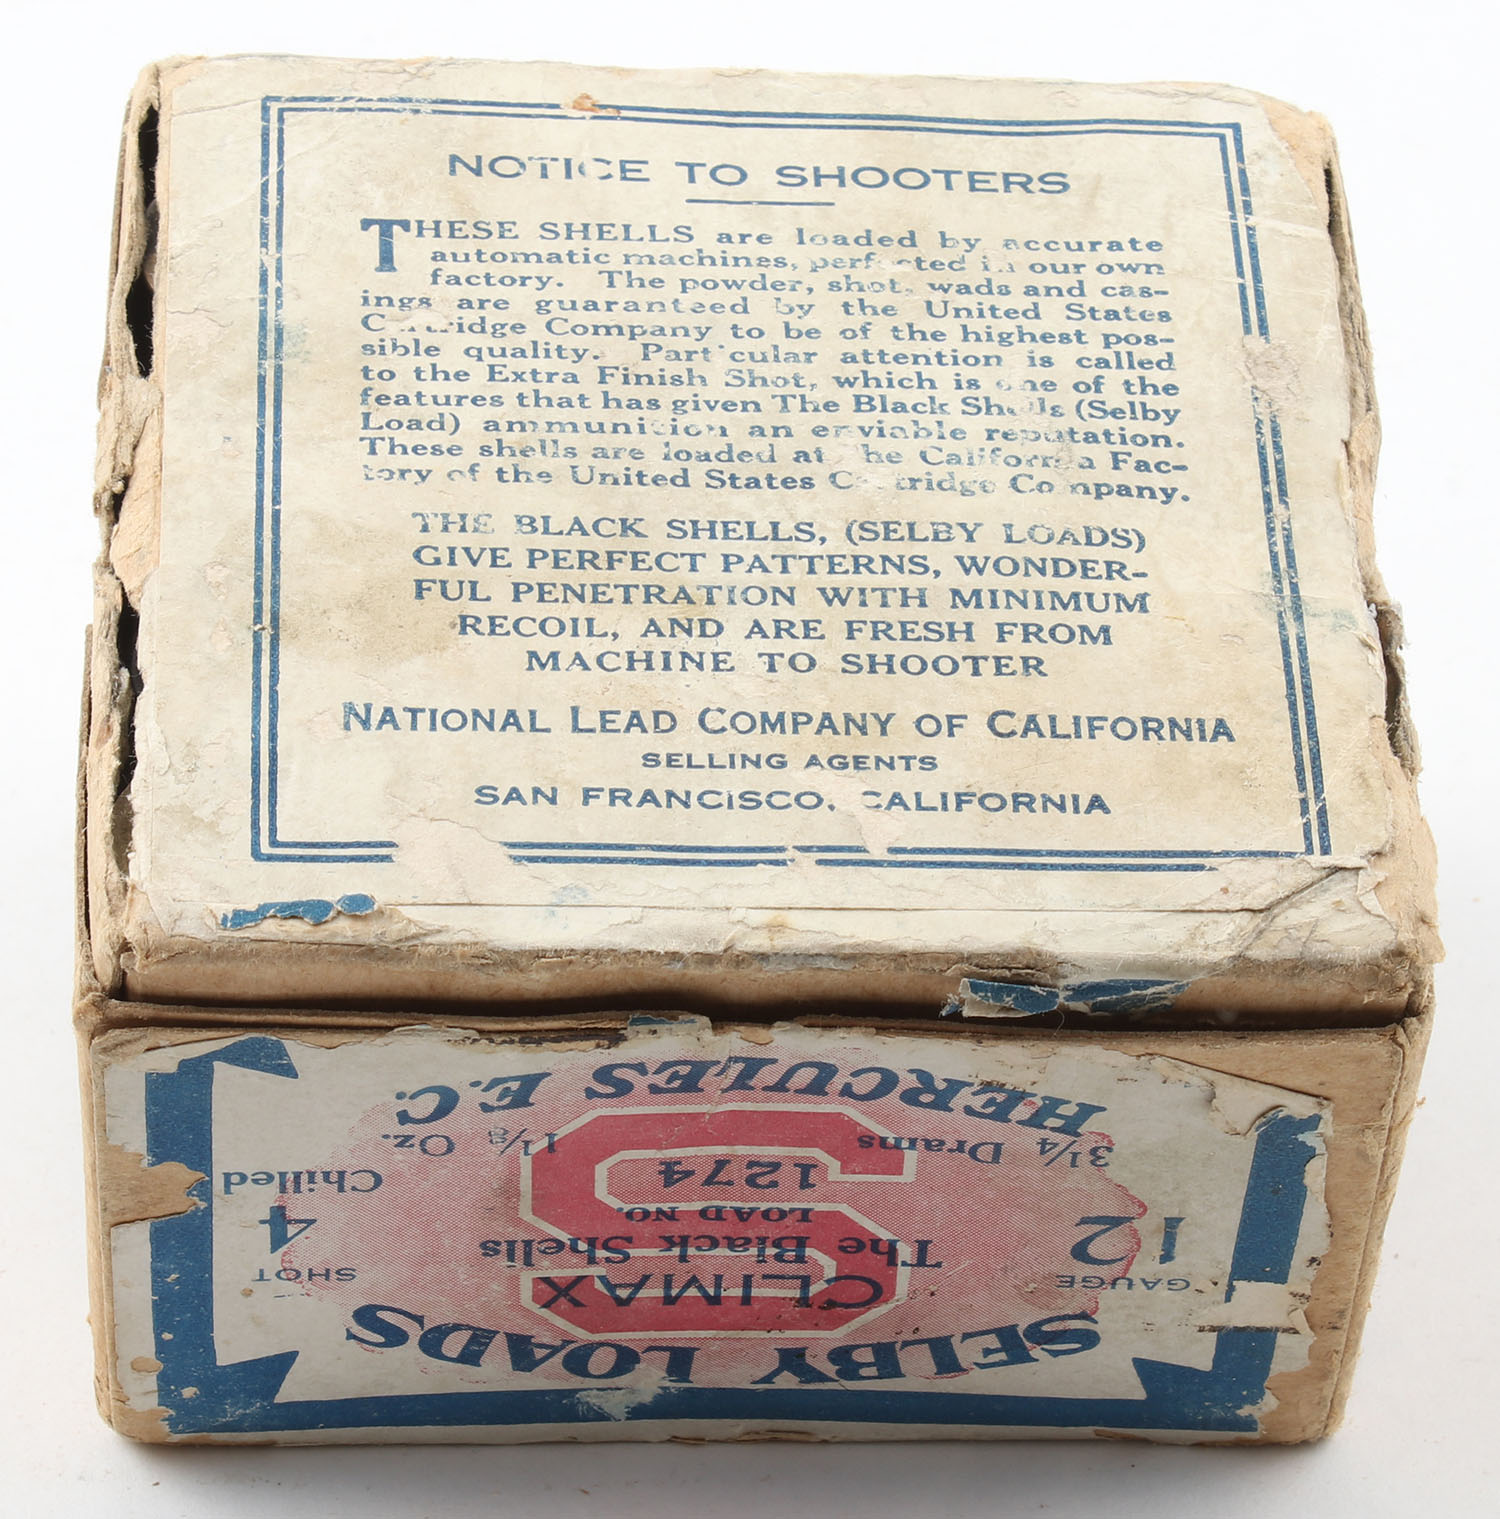 NOTICE TO SHOOTERS
THESE SHELLS are loaded by accurate
automatic machines, perfected in our own
factory. The powder, shot, wads and cas-
ings are guaranteed by the United States
Cartridge Company to be of the highest pos-
sible quality. Particular attention is called
to the Extra Finish Shot, which is one of the
features that has given The Black Shells (Selby
Load) ammunition an enviable reputation.
These shells are loaded at the California Fac-
tory of the United States Cartridge Company.
THE BLACK SHELLS, (SELBY LOADS)
GIVE PERFECT PATTERNS, WONDER-
FUL PENETRATION WITH MINIMUM
RECOIL, AND ARE FRESH FROM
MACHINE TO SHOOTER
NATIONAL LEAD COMPANY OF CALIFORNIA
SELLING AGENTS
SAN FRANCISCO, CALIFORNIA
SELBY LOADS
GAUGE
12
CLIMAX
The Black Shells
LOAD NO.
1274
SHOT
4
Chilled
3¼ Drams 1⅛ Oz.
HERCULES E.C.